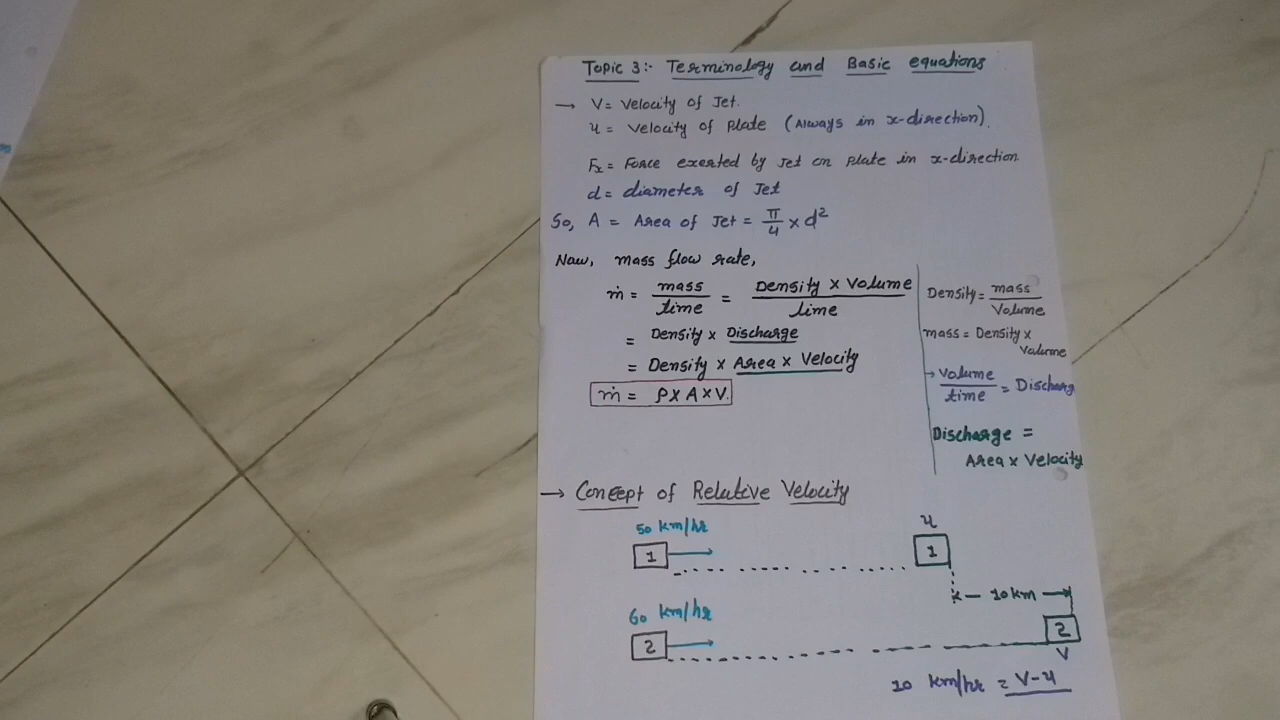 Topic 3:- Terminology and Basic equations
→ V= Velocity of Jet.
u = Velocity of plate (Always in x-direction).
Fx = Force exerted by Jet on plate in x-direction
d = diameter of Jet
So, A = Area of Jet = π/4 × d²
Now, mass flow rate,
ṁ = mass/time = Density × Volume/time
= Density × Discharge
= Density × Area × Velocity
ṁ = ρ × A × V.
Density = mass/Volume
mass = Density ×
Volume
→ Volume/time = Discharg
Discharge =
Area × Velocity
→ Concept of Relative Velocity
50 km/hr
u
1
1
10 km
60 km/hr
2
2
V
10 km/hr = V-u